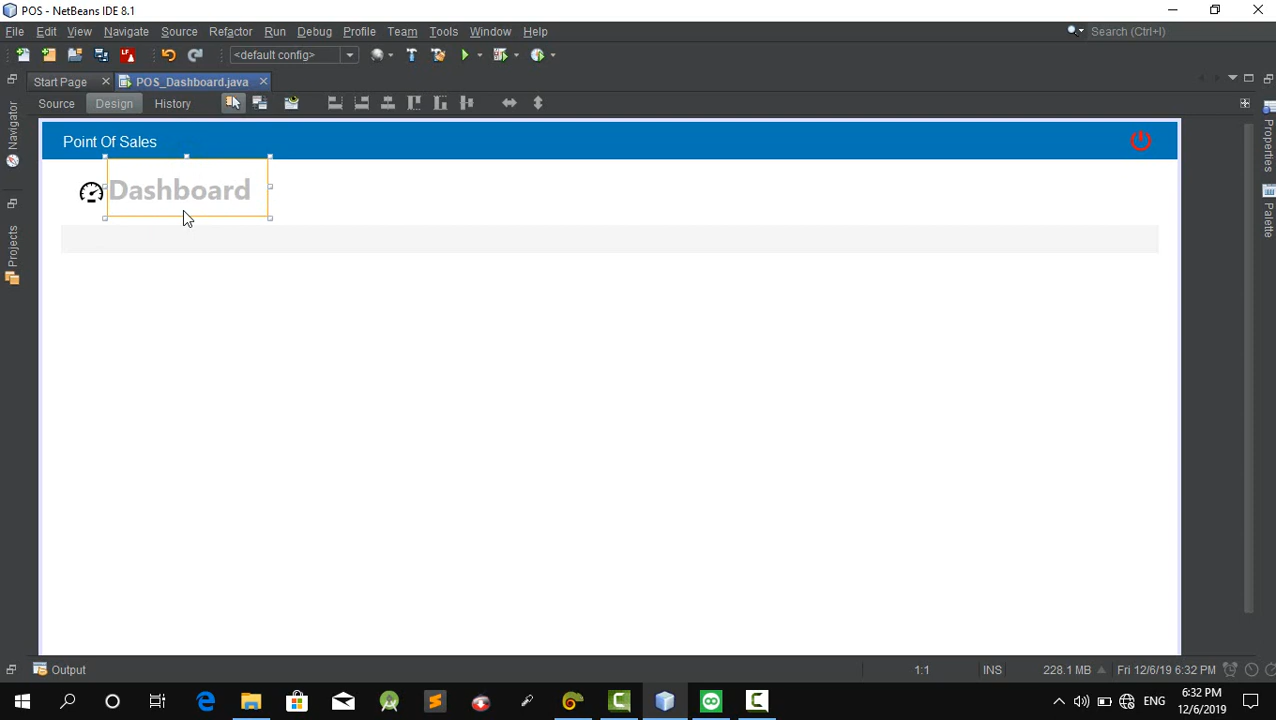 POS - NetBeans IDE 8.1
File Edit View Navigate Source Refactor Run Debug Profile Team Tools Window Help
Search (Ctrl+I)
<default config>
Start Page
POS_Dashboard.java
Source Design History
Navigator
Projects
Properties
Palette
Point Of Sales
Dashboard
Output
1:1 INS 228.1 MB Fri 12/6/19 6:32 PM
ENG
6:32 PM
12/6/2019